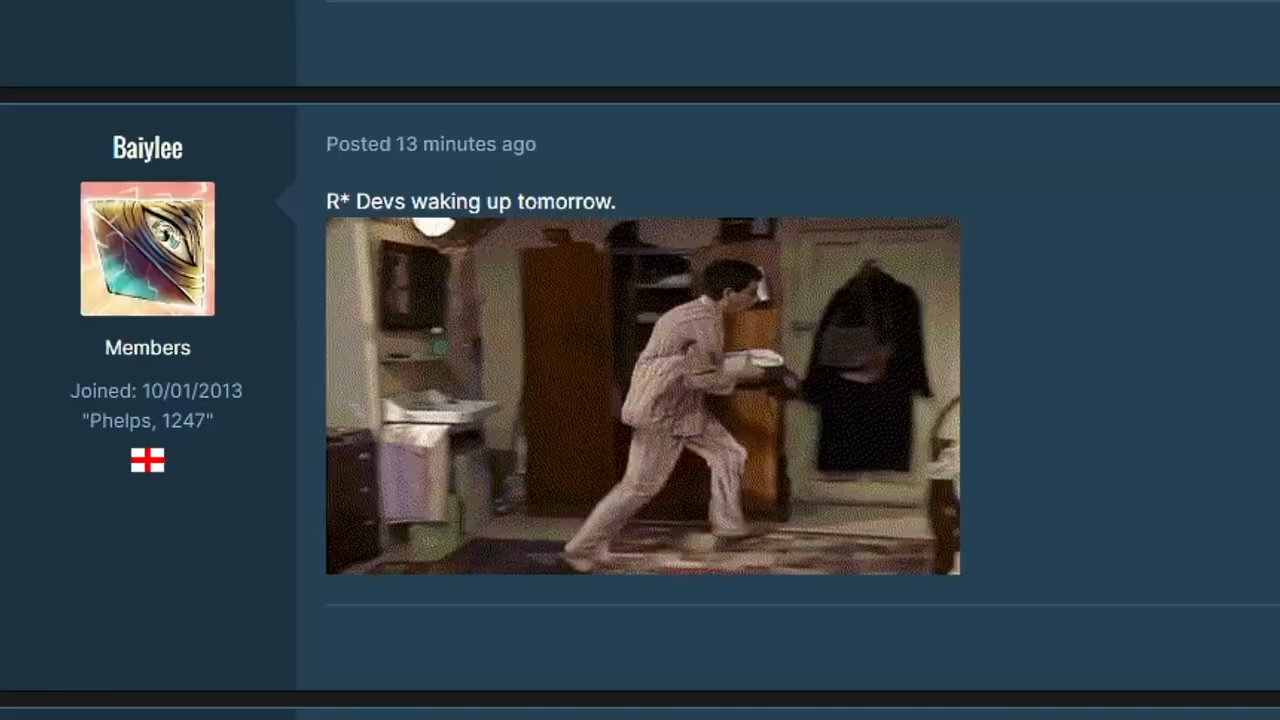 Baiylee
Posted 13 minutes ago
R* Devs waking up tomorrow.
Members
Joined: 10/01/2013
"Phelps, 1247"